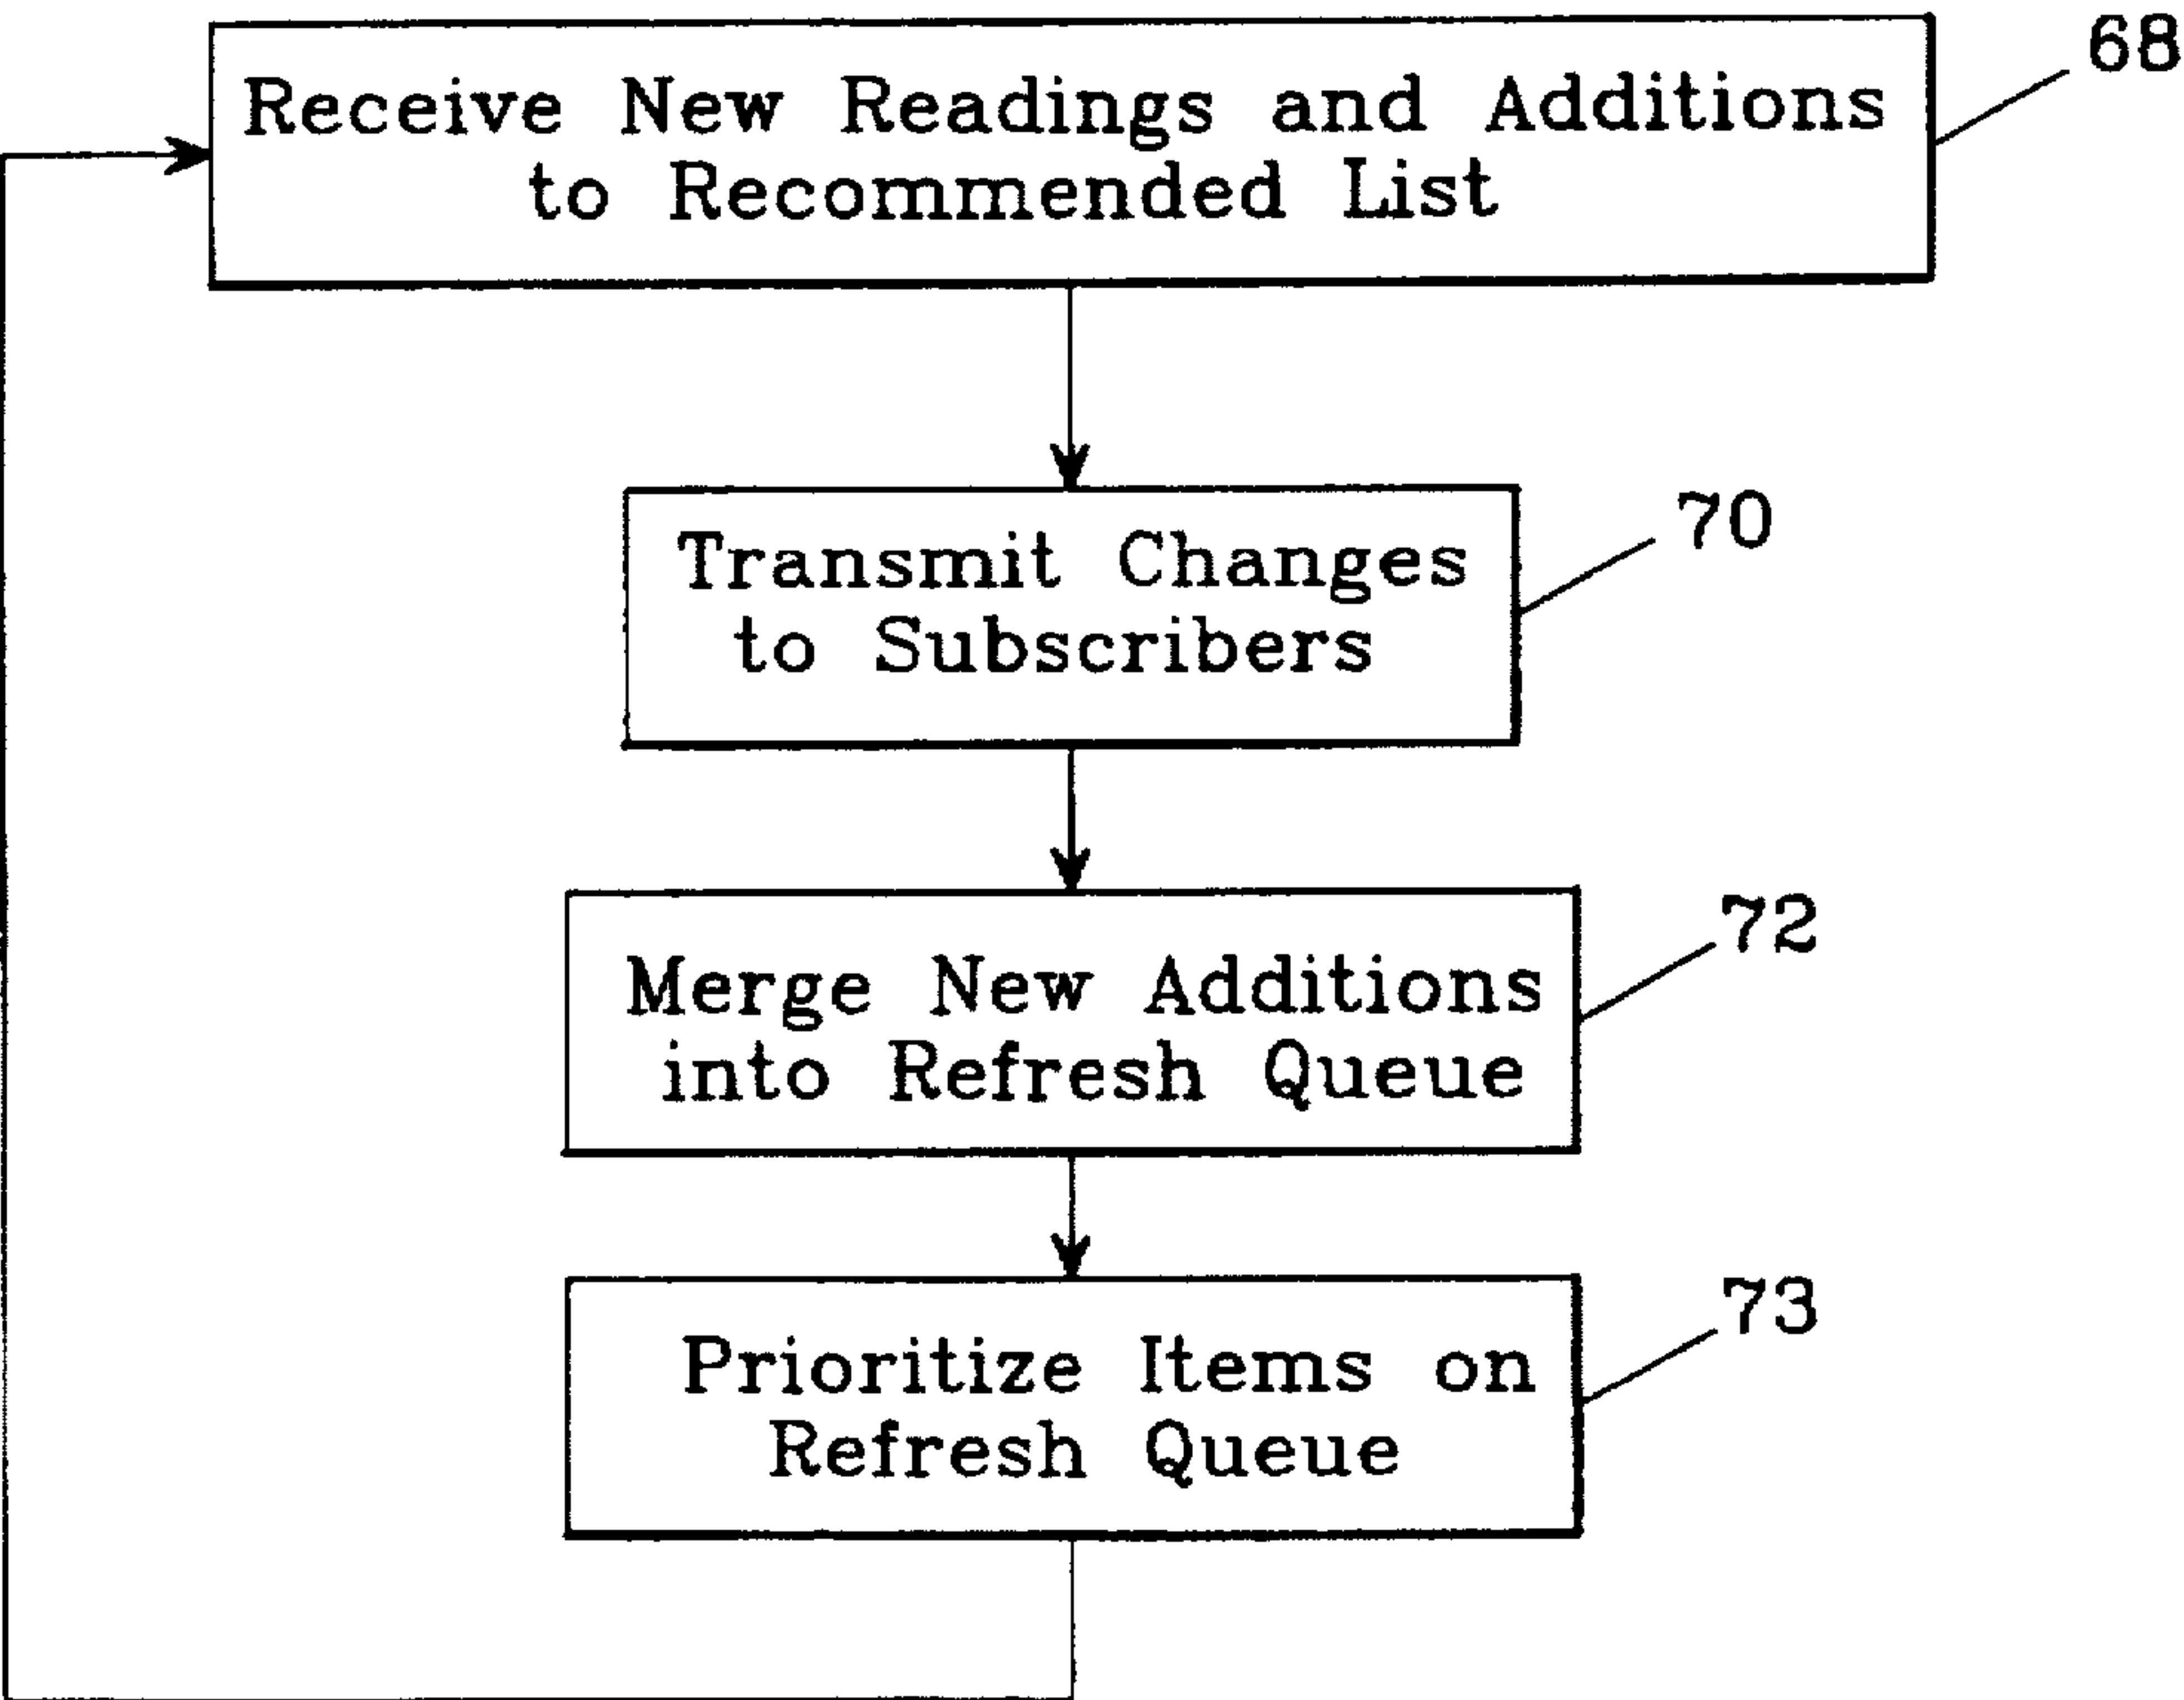 68
Receive New Readings and Additions
to Recommended List
70
Transmit Changes
to Subscribers
72
Merge New Additions
into Refresh Queue
73
Prioritize Items on
Refresh Queue